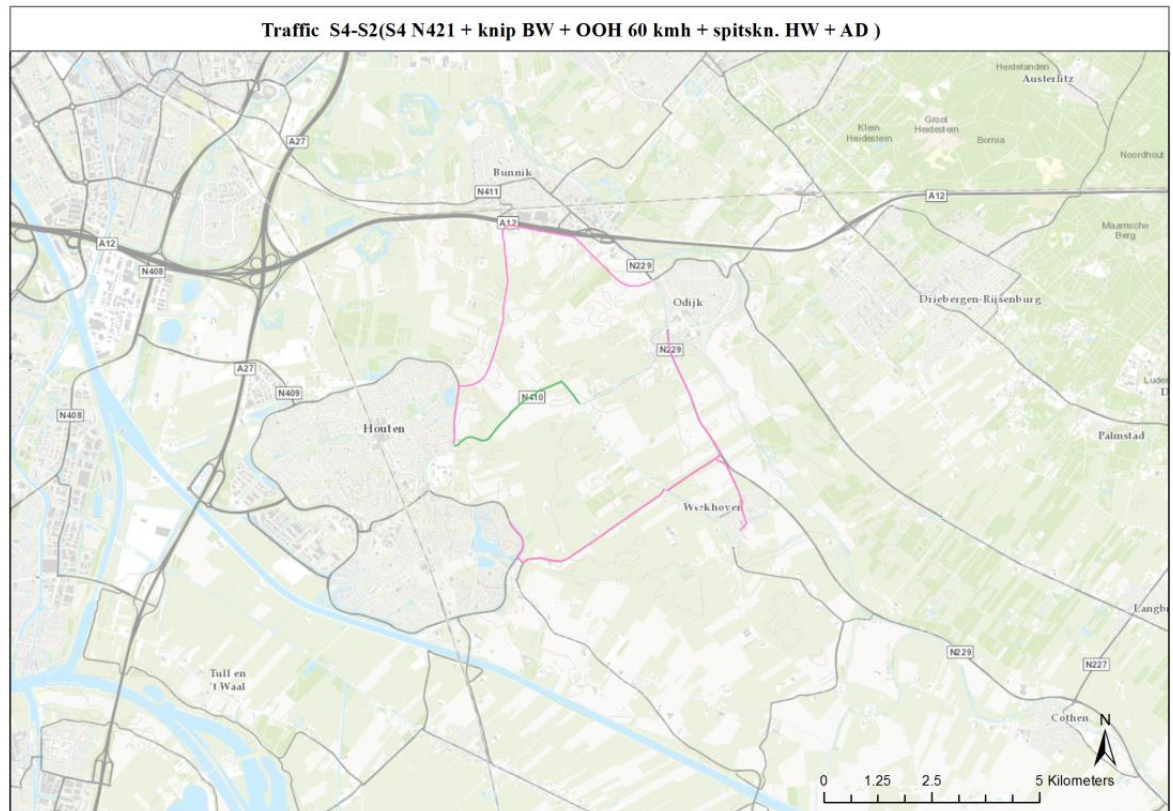 Traffic S4-S2(S4 N421 + knip BW + OOH 60 kmh + spitskn. HW + AD )
Heidelanden
Austerlitz
Klein
Heidestein
Groot
Heidestein
Bornia
Noordhout
A27
Bunnik
N411
A12
A12
A12
N408
N229
Maarnsche
Berg
Odijk
Driebergen-Rijsenburg
N229
A27
N409
N410
N408
Houten
Palmstad
Werkhoven
N229
N227
Tull en
't Waal
Cothen
N
0 1.25 2.5 5 Kilometers